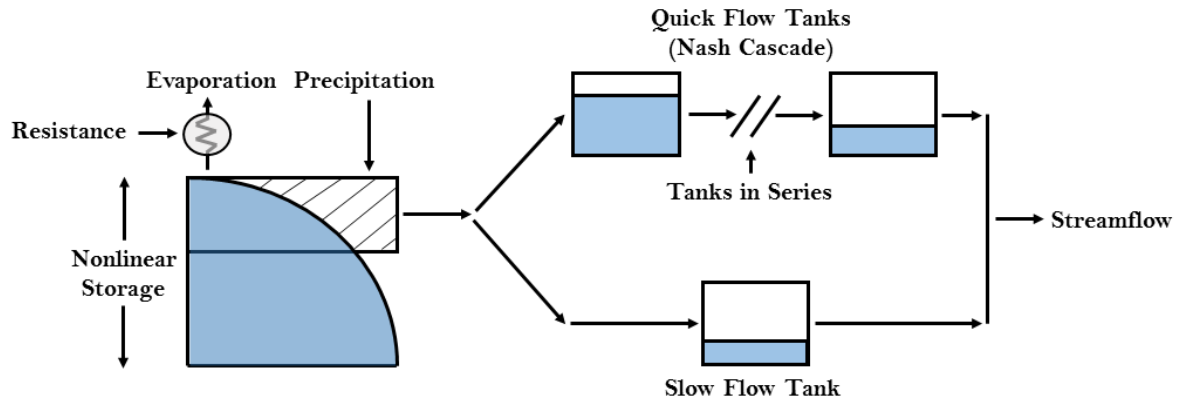 Quick Flow Tanks
(Nash Cascade)
Evaporation
Precipitation
Resistance
Tanks in Series
Streamflow
Nonlinear
Storage
Slow Flow Tank